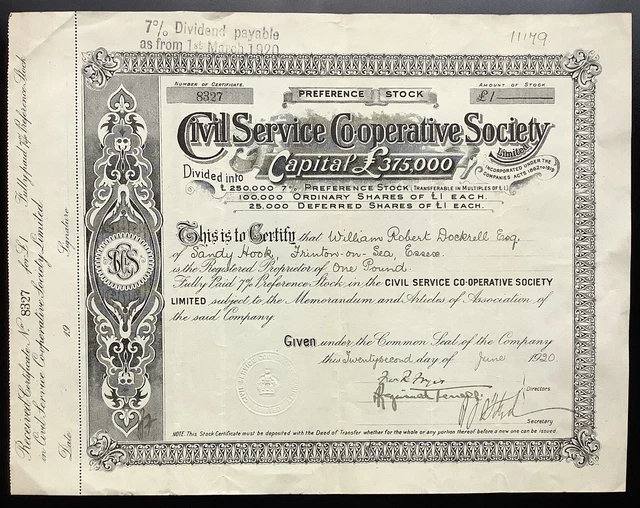 7% Dividend payable
as from 1st March 1920
11179.
NUMBER OF CERTIFICATE
8327
PREFERENCE STOCK
AMOUNT OF STOCK
£1
Civil Service Co-operative Society
Limited
INCORPORATED UNDER THE
COMPANIES ACTS 1862 TO
Capital £375,000
Divided into
£250,000 7% PREFERENCE STOCK (TRANSFERABLE IN MULTIPLES OF £1)
100,000 ORDINARY SHARES OF £1 EACH.
25,000 DEFERRED SHARES OF £1 EACH.
This is to Certify that William Robert Dockrell Esq.
of Sandy Hook, Frinton-on-Sea, Essex.
is the Registered Proprietor of One Pound
Fully Paid 7% Preference Stock in the CIVIL SERVICE CO-OPERATIVE SOCIETY
LIMITED subject to the Memorandum and Articles of Association of
the said Company.
Given under the Common Seal of the Company
this Twentysecond day of June 1920.
Directors
Secretary
NOTE. This Stock Certificate must be deposited with the Deed of Transfer whether for the whole or any portion thereof before a new one can be issued.
CSCS
Received Certificate No 8327 for £1 Fully paid 7% Preference Stock
in Civil Service Cooperative Society Limited.
Date 19 Signature